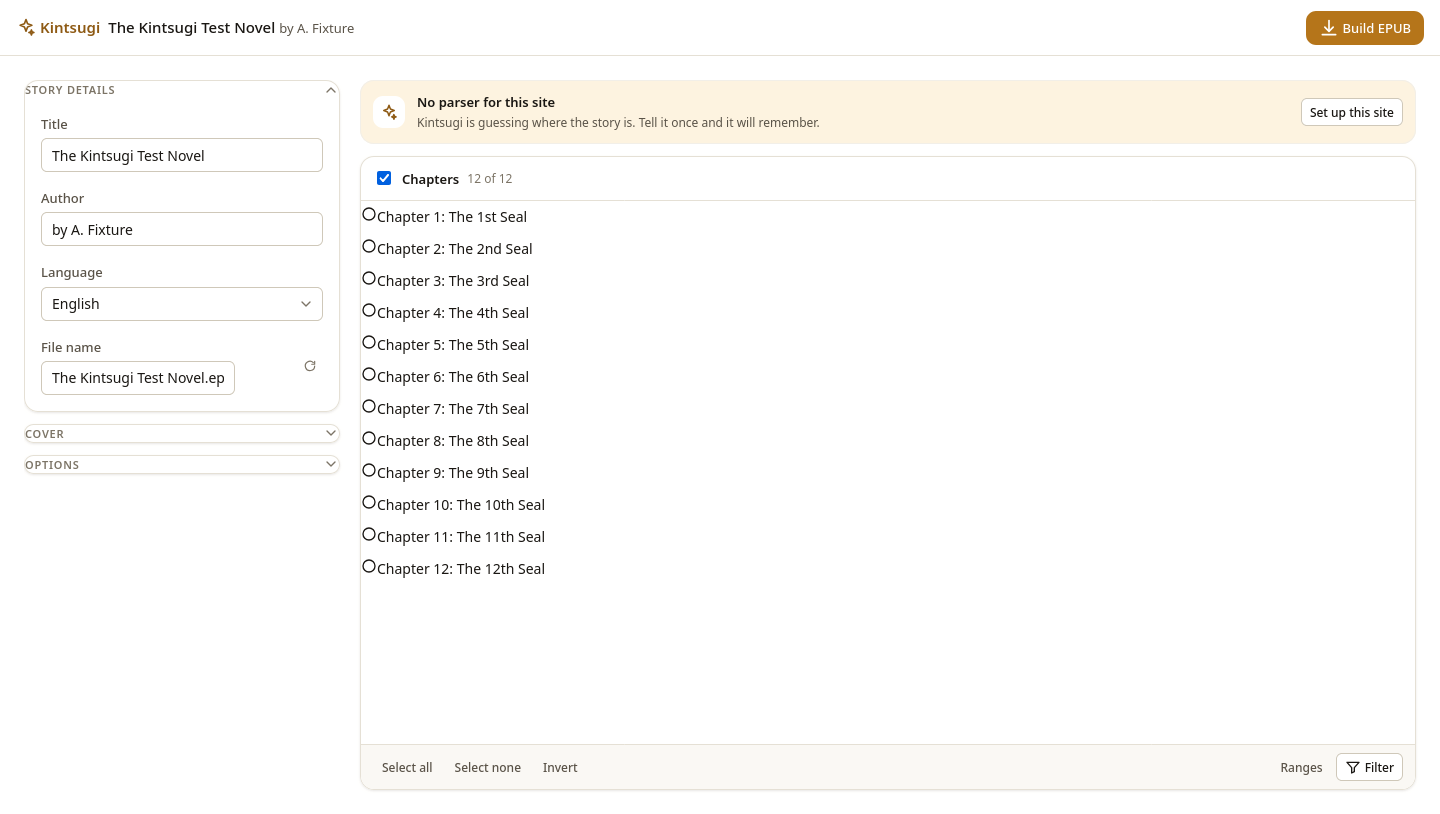 Kintsugi The Kintsugi Test Novel by A. Fixture
Build EPUB
STORY DETAILS
Title
The Kintsugi Test Novel
Author
by A. Fixture
Language
English
File name
The Kintsugi Test Novel.ep
COVER
OPTIONS
No parser for this site
Kintsugi is guessing where the story is. Tell it once and it will remember.
Set up this site
Chapters 12 of 12
Chapter 1: The 1st Seal
Chapter 2: The 2nd Seal
Chapter 3: The 3rd Seal
Chapter 4: The 4th Seal
Chapter 5: The 5th Seal
Chapter 6: The 6th Seal
Chapter 7: The 7th Seal
Chapter 8: The 8th Seal
Chapter 9: The 9th Seal
Chapter 10: The 10th Seal
Chapter 11: The 11th Seal
Chapter 12: The 12th Seal
Select all Select none Invert Ranges Filter